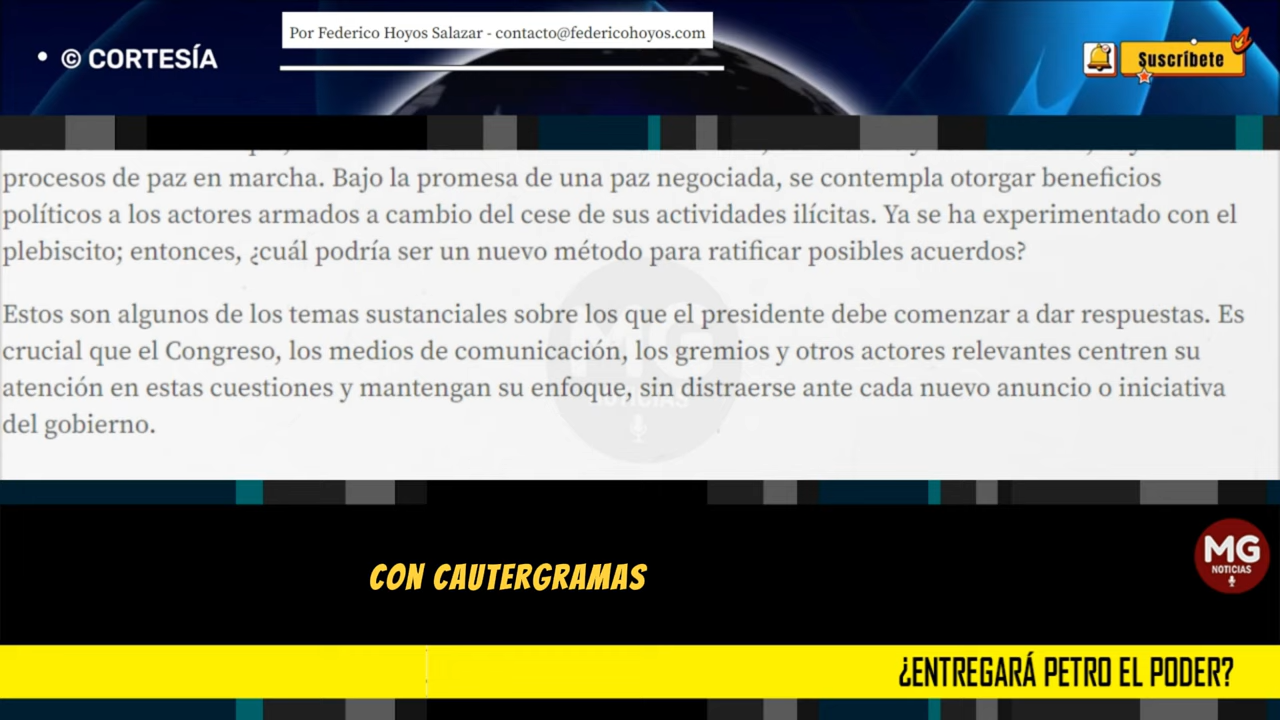 • © CORTESÍA
Por Federico Hoyos Salazar - contacto@federicohoyos.com
Suscríbete
procesos de paz en marcha. Bajo la promesa de una paz negociada, se contempla otorgar beneficios
políticos a los actores armados a cambio del cese de sus actividades ilícitas. Ya se ha experimentado con el
plebiscito; entonces, ¿cuál podría ser un nuevo método para ratificar posibles acuerdos?
Estos son algunos de los temas sustanciales sobre los que el presidente debe comenzar a dar respuestas. Es
crucial que el Congreso, los medios de comunicación, los gremios y otros actores relevantes centren su
atención en estas cuestiones y mantengan su enfoque, sin distraerse ante cada nuevo anuncio o iniciativa
del gobierno.
MG
NOTICIAS
CON CAUTERGRAMAS
MG
NOTICIAS
¿ENTREGARÁ PETRO EL PODER?